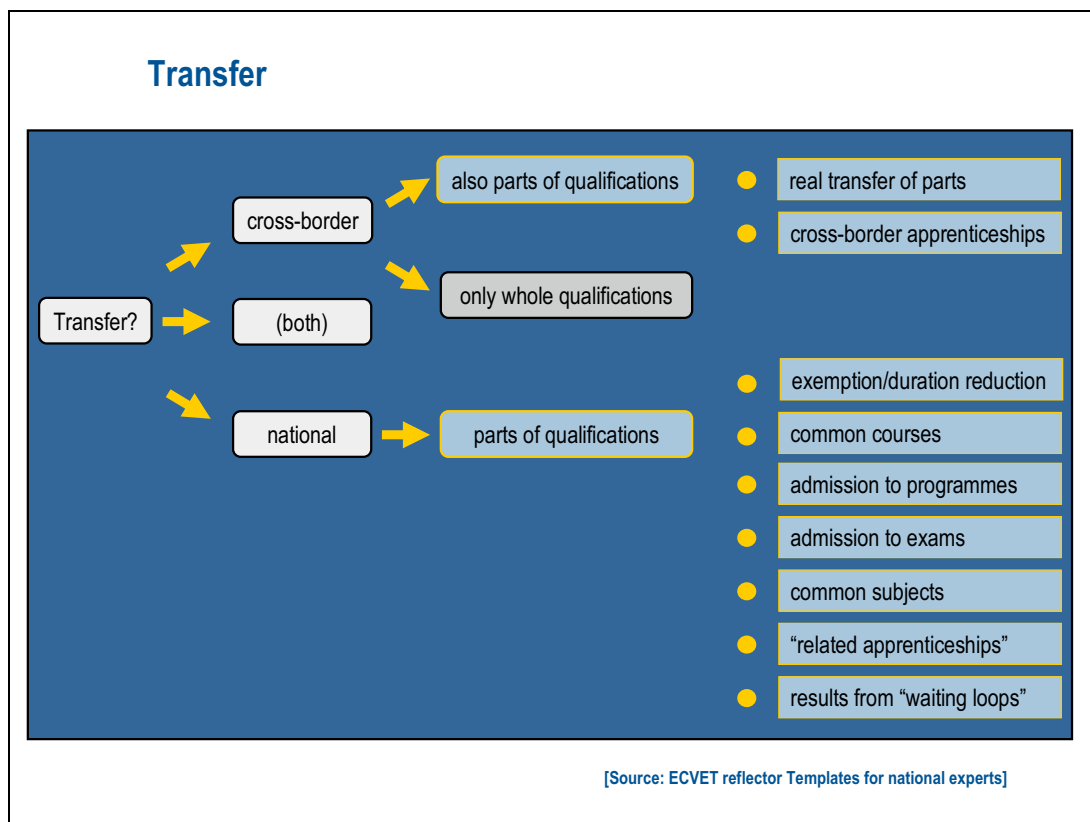 Transfer
also parts of qualifications
real transfer of parts
cross-border
cross-border apprenticeships
only whole qualifications
Transfer?
(both)
exemption/duration reduction
national
parts of qualifications
common courses
admission to programmes
admission to exams
common subjects
“related apprenticeships”
results from “waiting loops”
[Source: ECVET reflector Templates for national experts]